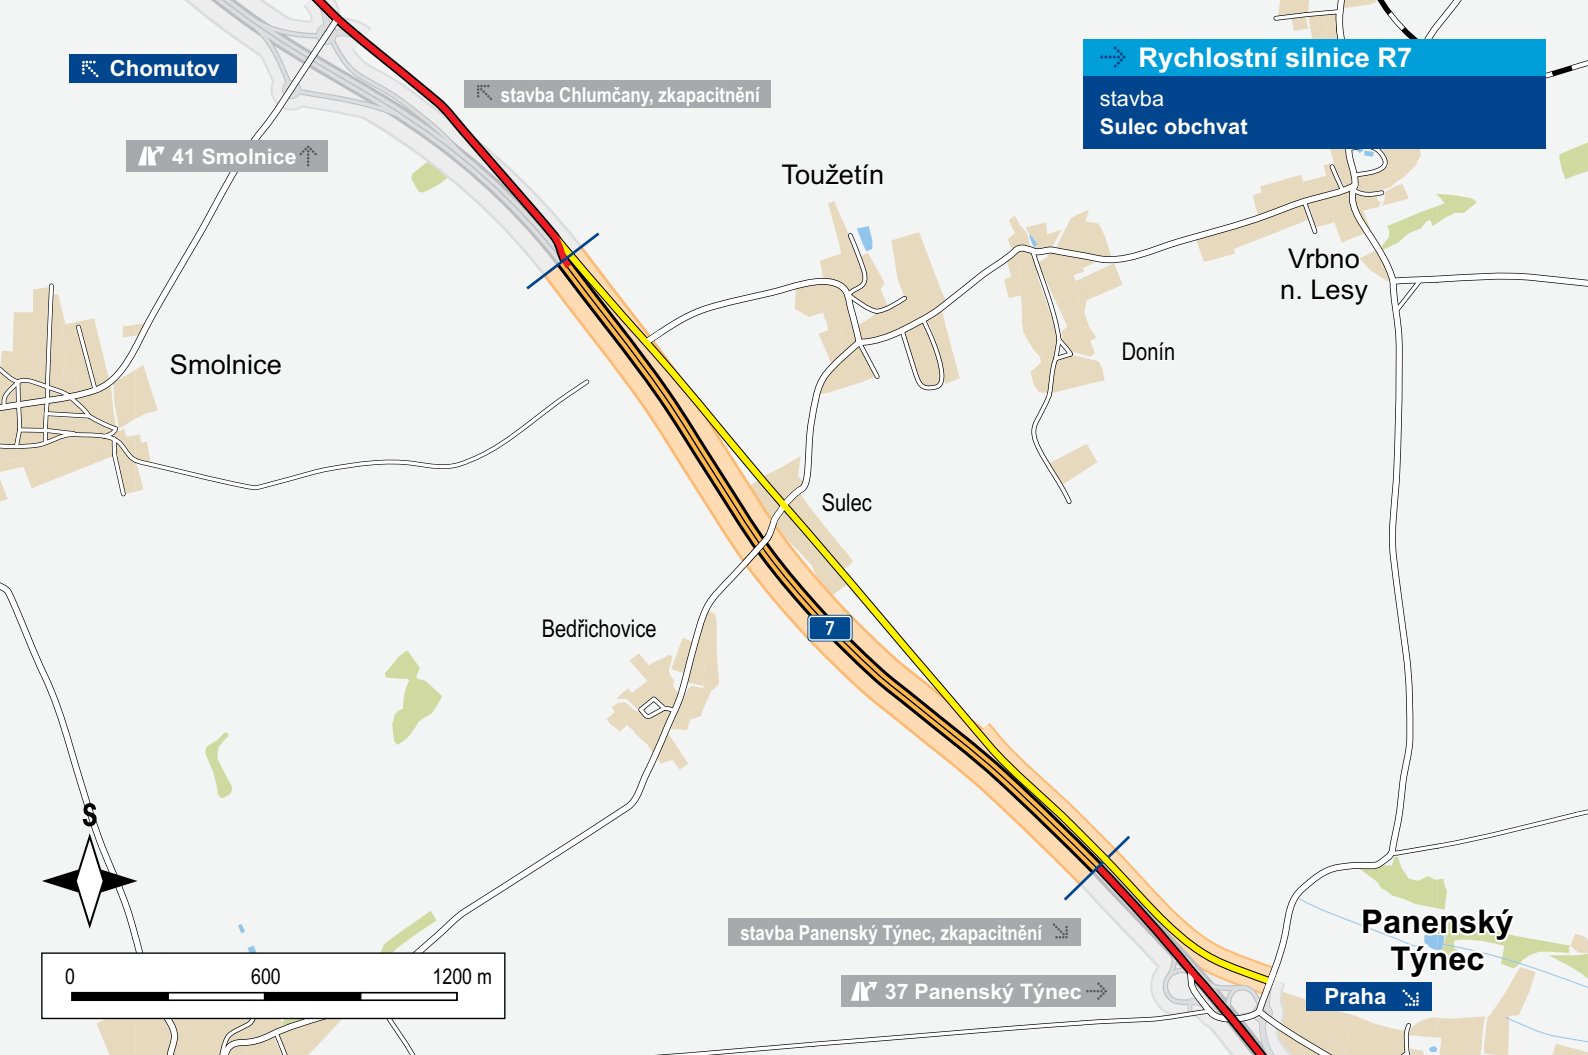 Chomutov
stavba Chlumčany, zkapacitnění
Rychlostní silnice R7
stavba
Sulec obchvat
41 Smolnice
Toužetín
Vrbno
n. Lesy
Smolnice
Donín
Sulec
7
Bedřichovice
S
Panenský
Týnec
stavba Panenský Týnec, zkapacitnění
0 600 1200 m
37 Panenský Týnec
Praha